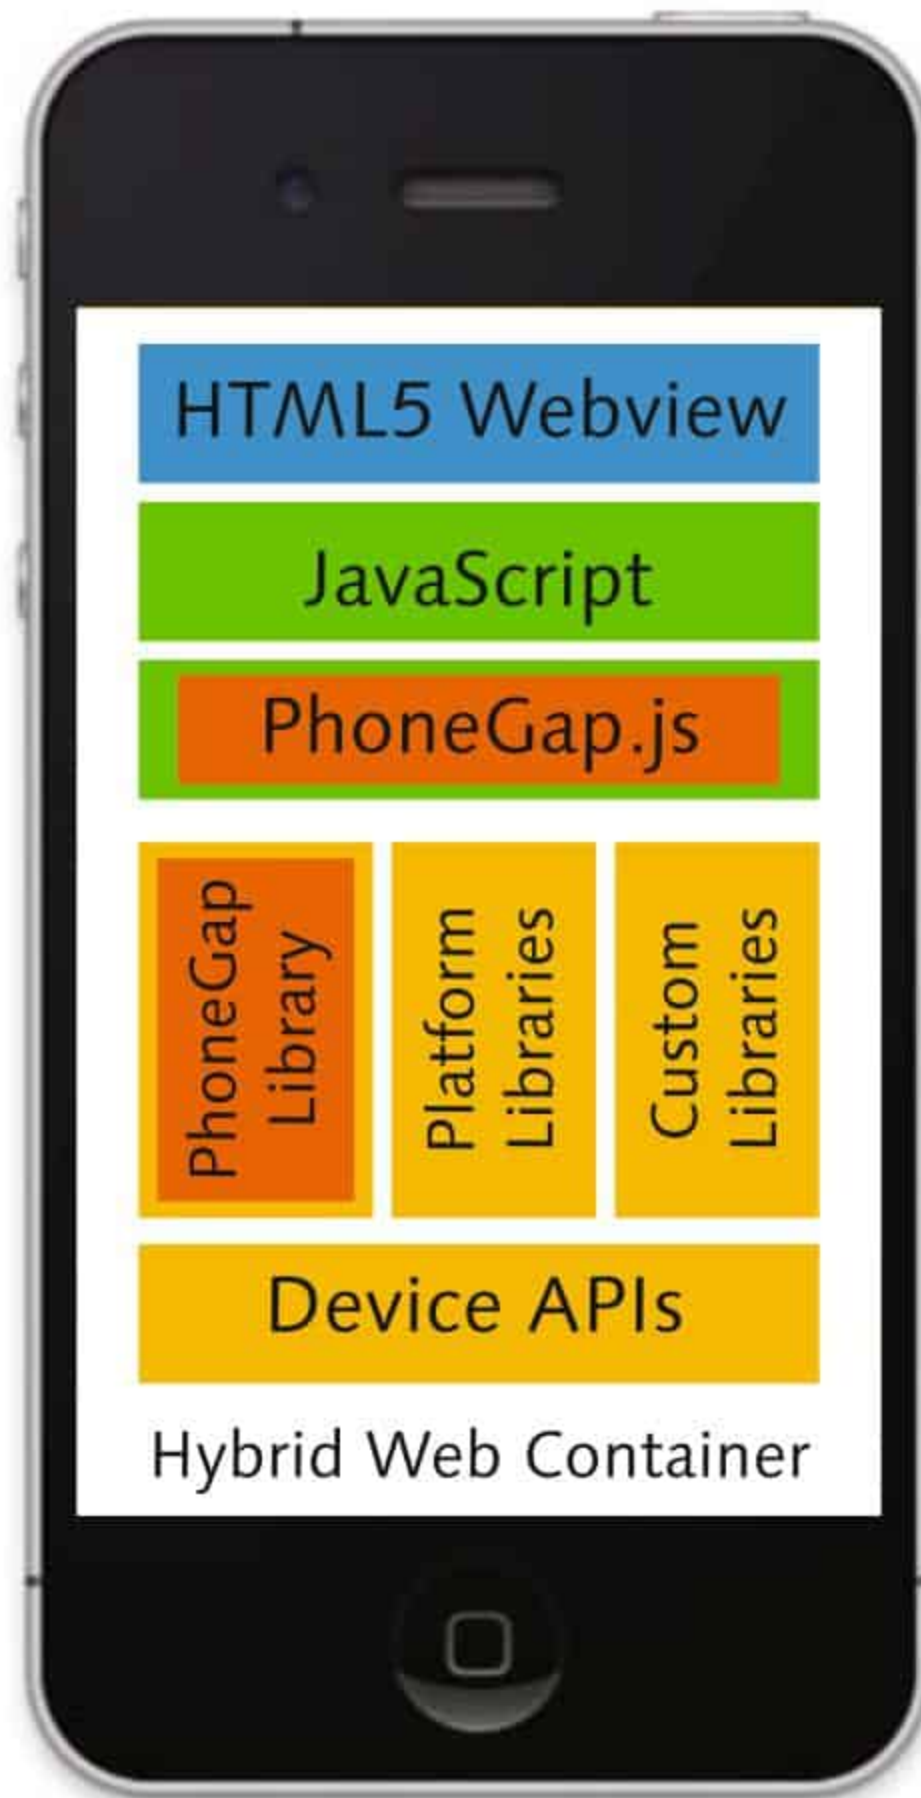 HTML5 Webview
JavaScript
PhoneGap.js
PhoneGap
Library
Platform
Libraries
Custom
Libraries
Device APIs
Hybrid Web Container